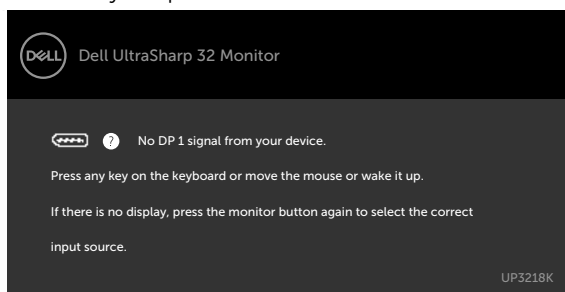 DELL Dell UltraSharp 32 Monitor
? No DP 1 signal from your device.
Press any key on the keyboard or move the mouse or wake it up.
If there is no display, press the monitor button again to select the correct
input source.
UP3218K